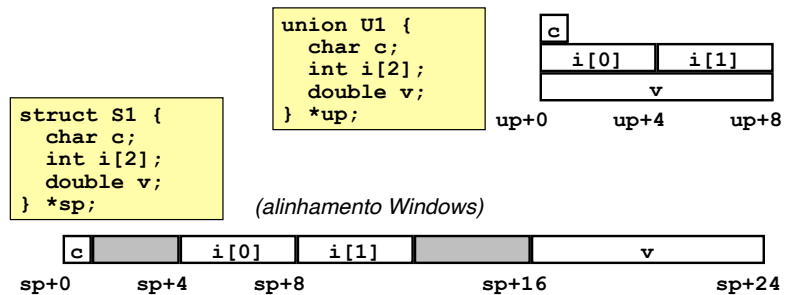 union U1 {
  char c;
  int i[2];
  double v;
} *up;
c
i[0] i[1]
v
up+0 up+4 up+8
struct S1 {
  char c;
  int i[2];
  double v;
} *sp;
(alinhamento Windows)
c i[0] i[1] v
sp+0 sp+4 sp+8 sp+16 sp+24